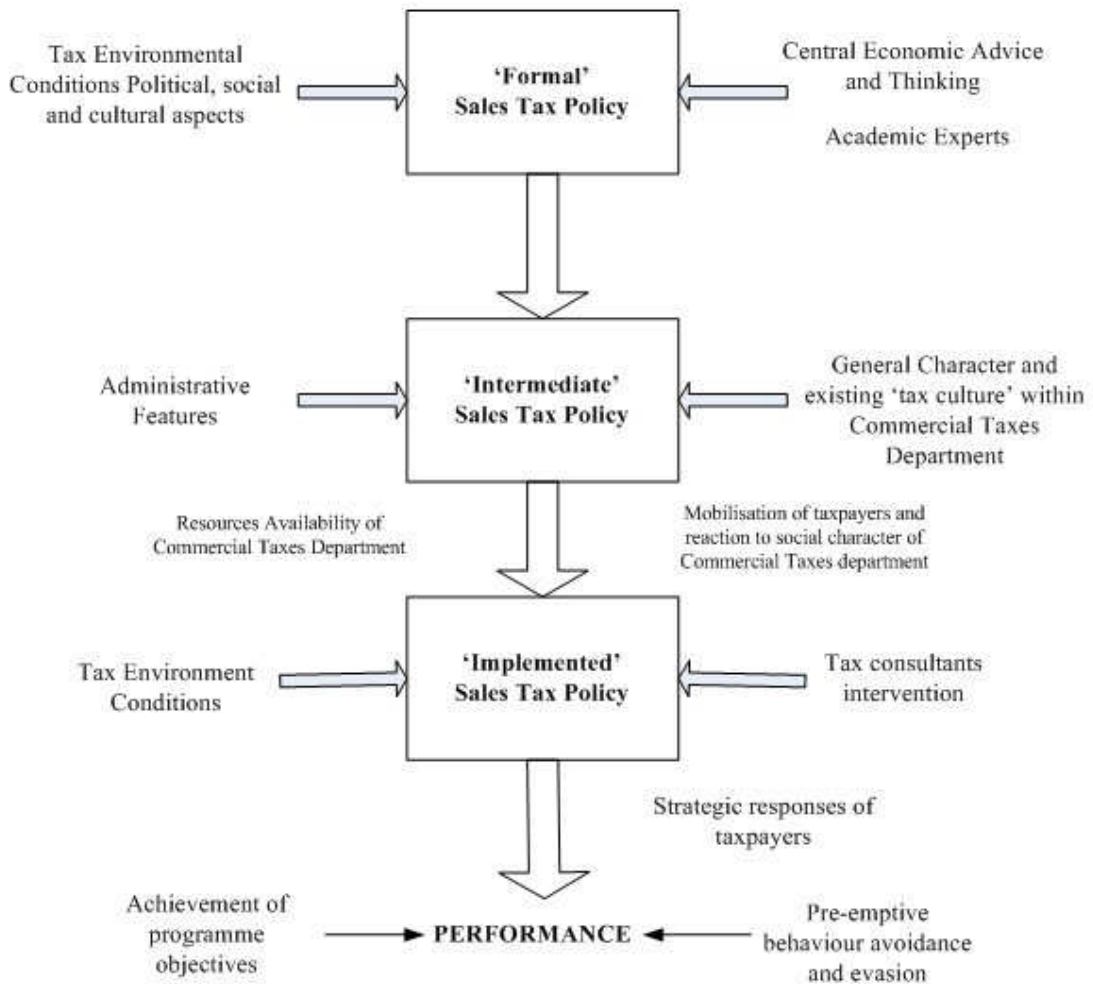 Tax Environmental
Conditions Political, social
and cultural aspects
‘Formal’
Sales Tax Policy
Central Economic Advice
and Thinking
Academic Experts
Administrative
Features
‘Intermediate’
Sales Tax Policy
General Character and
existing ‘tax culture’ within
Commercial Taxes
Department
Resources Availability of
Commercial Taxes Department
Mobilisation of taxpayers and
reaction to social character of
Commercial Taxes department
Tax Environment
Conditions
‘Implemented’
Sales Tax Policy
Tax consultants
intervention
Strategic responses of
taxpayers
Achievement of
programme
objectives
PERFORMANCE
Pre-emptive
behaviour avoidance
and evasion